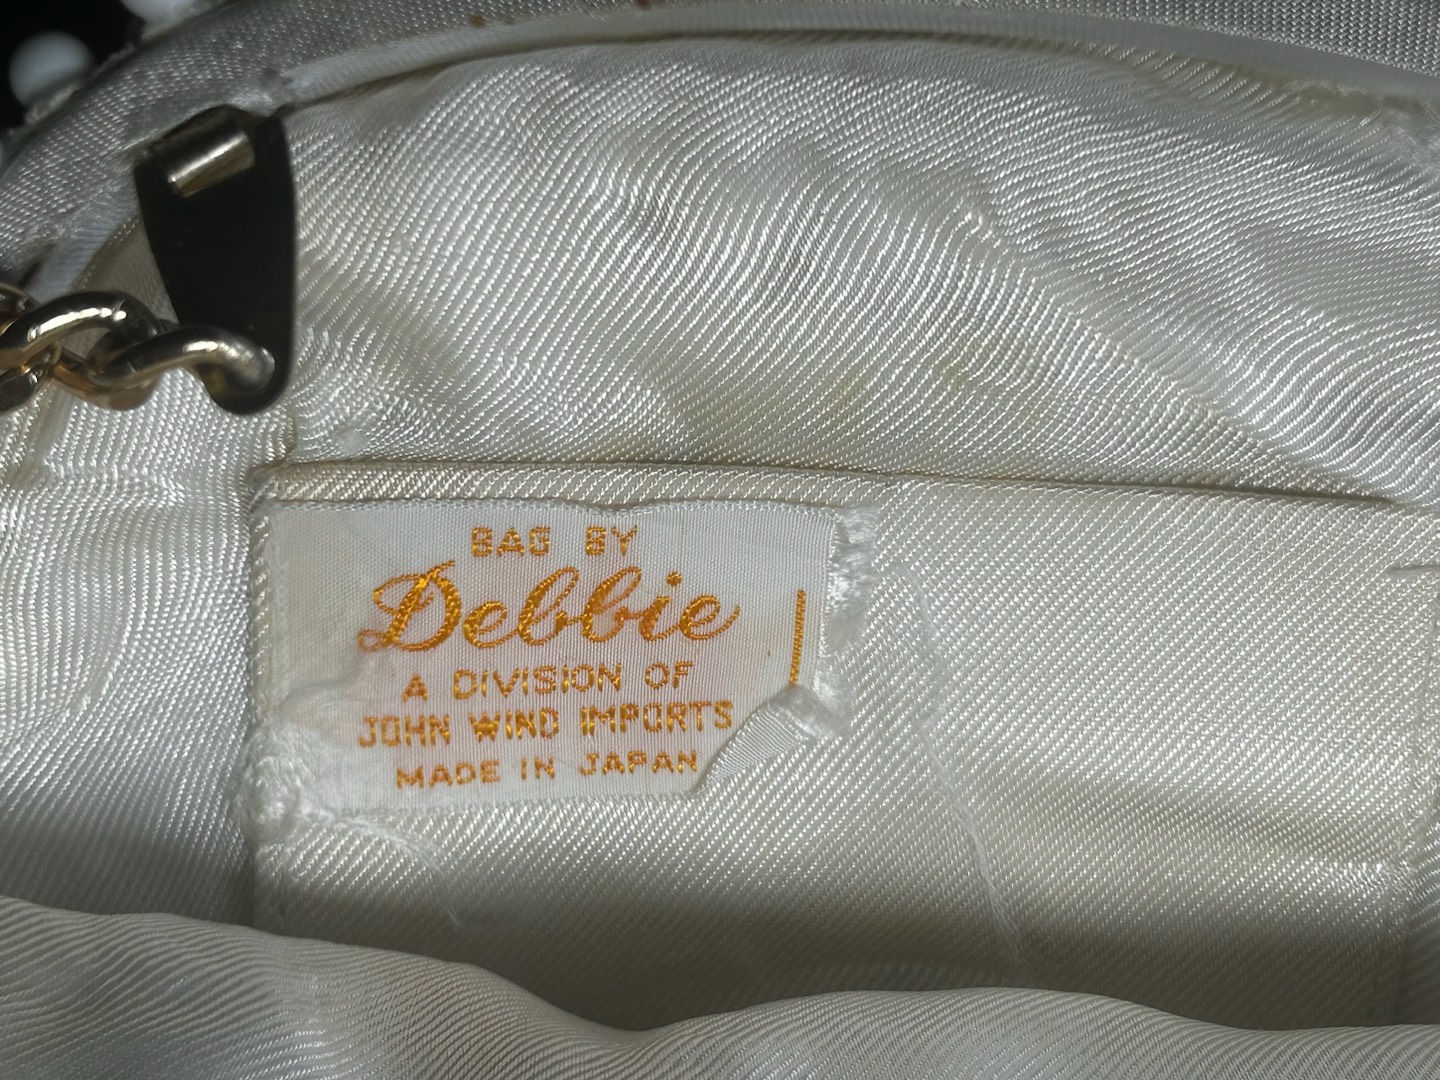 BAG BY
Debbie
A DIVISION OF
JOHN WIND IMPORTS
MADE IN JAPAN